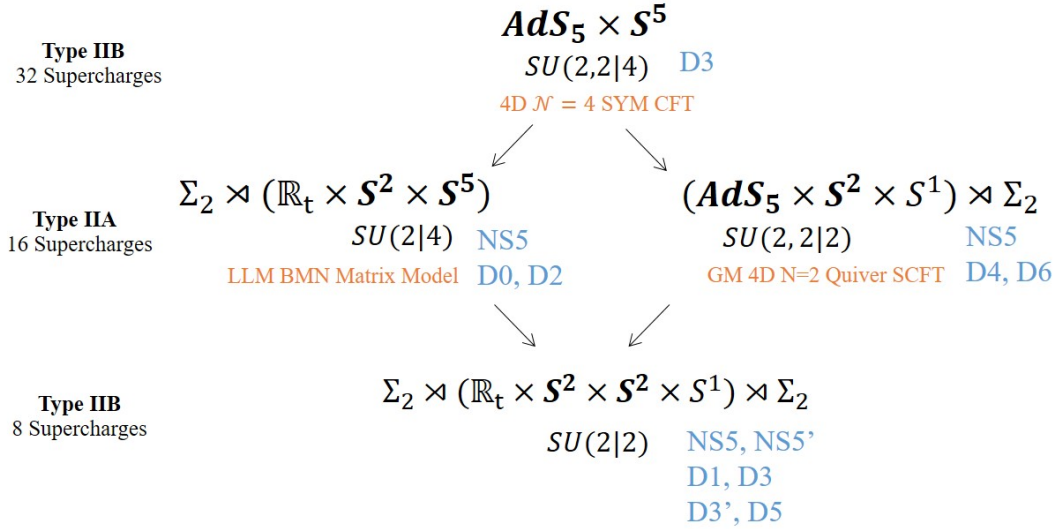 AdS₅ × S⁵
Type IIB
32 Supercharges
SU(2,2|4) D3
4D 𝒩 = 4 SYM CFT
Σ₂ ⋊ (ℝₜ × S² × S⁵)
(AdS₅ × S² × S¹) ⋊ Σ₂
Type IIA
16 Supercharges
SU(2|4) NS5
LLM BMN Matrix Model D0, D2
SU(2, 2|2) NS5
GM 4D N=2 Quiver SCFT D4, D6
Σ₂ ⋊ (ℝₜ × S² × S² × S¹) ⋊ Σ₂
Type IIB
8 Supercharges
SU(2|2) NS5, NS5’
D1, D3
D3’, D5